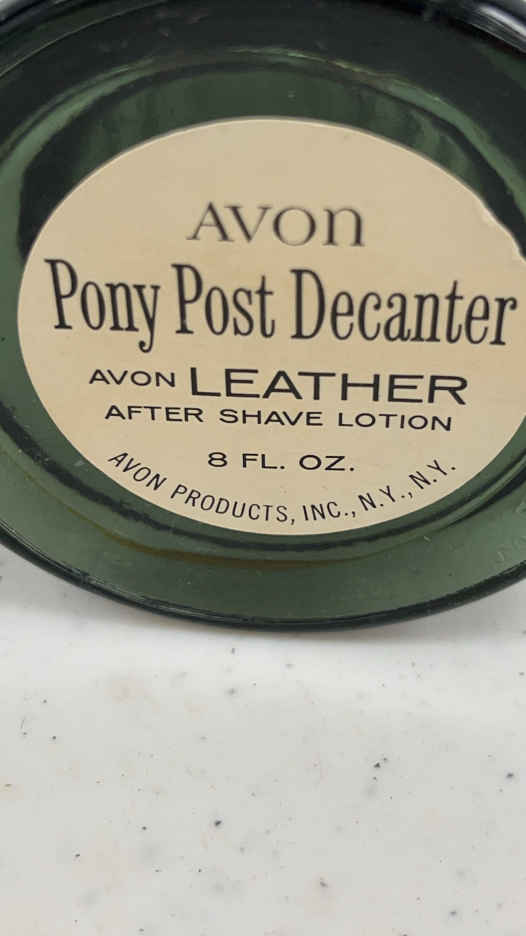 AVON
Pony Post Decanter
AVON LEATHER
AFTER SHAVE LOTION
8 FL. OZ.
AVON PRODUCTS, INC., N.Y., N.Y.